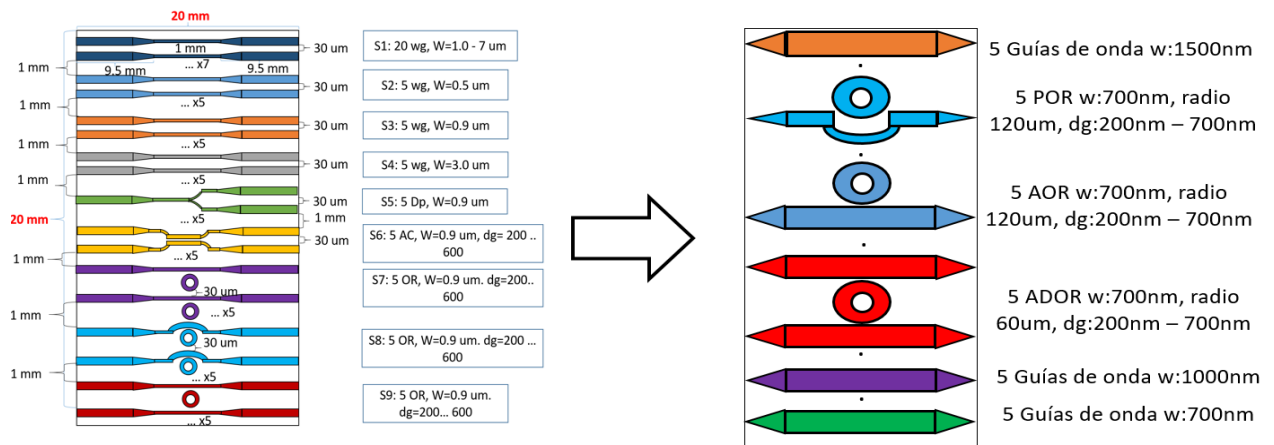 20 mm
1 mm
30 um
S1: 20 wg, W=1.0 - 7 um
1 mm
9.5 mm
... x7
9.5 mm
30 um
S2: 5 wg, W=0.5 um
1 mm
... x5
30 um
S3: 5 wg, W=0.9 um
1 mm
... x5
30 um
S4: 5 wg, W=3.0 um
1 mm
... x5
30 um
S5: 5 Dp, W=0.9 um
20 mm
... x5
1 mm
30 um
S6: 5 AC, W=0.9 um, dg= 200 ..
600
1 mm
... x5
S7: 5 OR, W=0.9 um. dg=200..
600
30 um
1 mm
... x5
30 um
S8: 5 OR, W=0.9 um. dg=200 ...
600
1 mm
... x5
S9: 5 OR, W=0.9 um.
dg=200... 600
... x5
5 Guías de onda w:1500nm
5 POR w:700nm, radio
120um, dg:200nm – 700nm
5 AOR w:700nm, radio
120um, dg:200nm – 700nm
5 ADOR w:700nm, radio
60um, dg:200nm – 700nm
5 Guías de onda w:1000nm
5 Guías de onda w:700nm